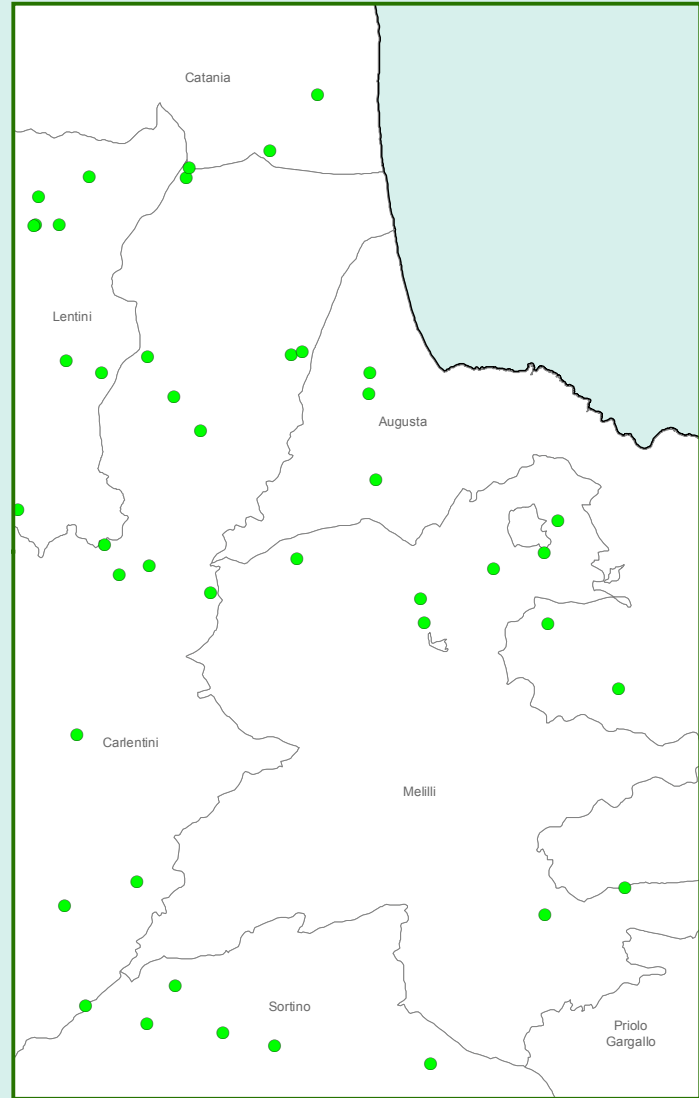 Catania
Lentini
Augusta
Carlentini
Melilli
Sortino
Priolo
Gargallo